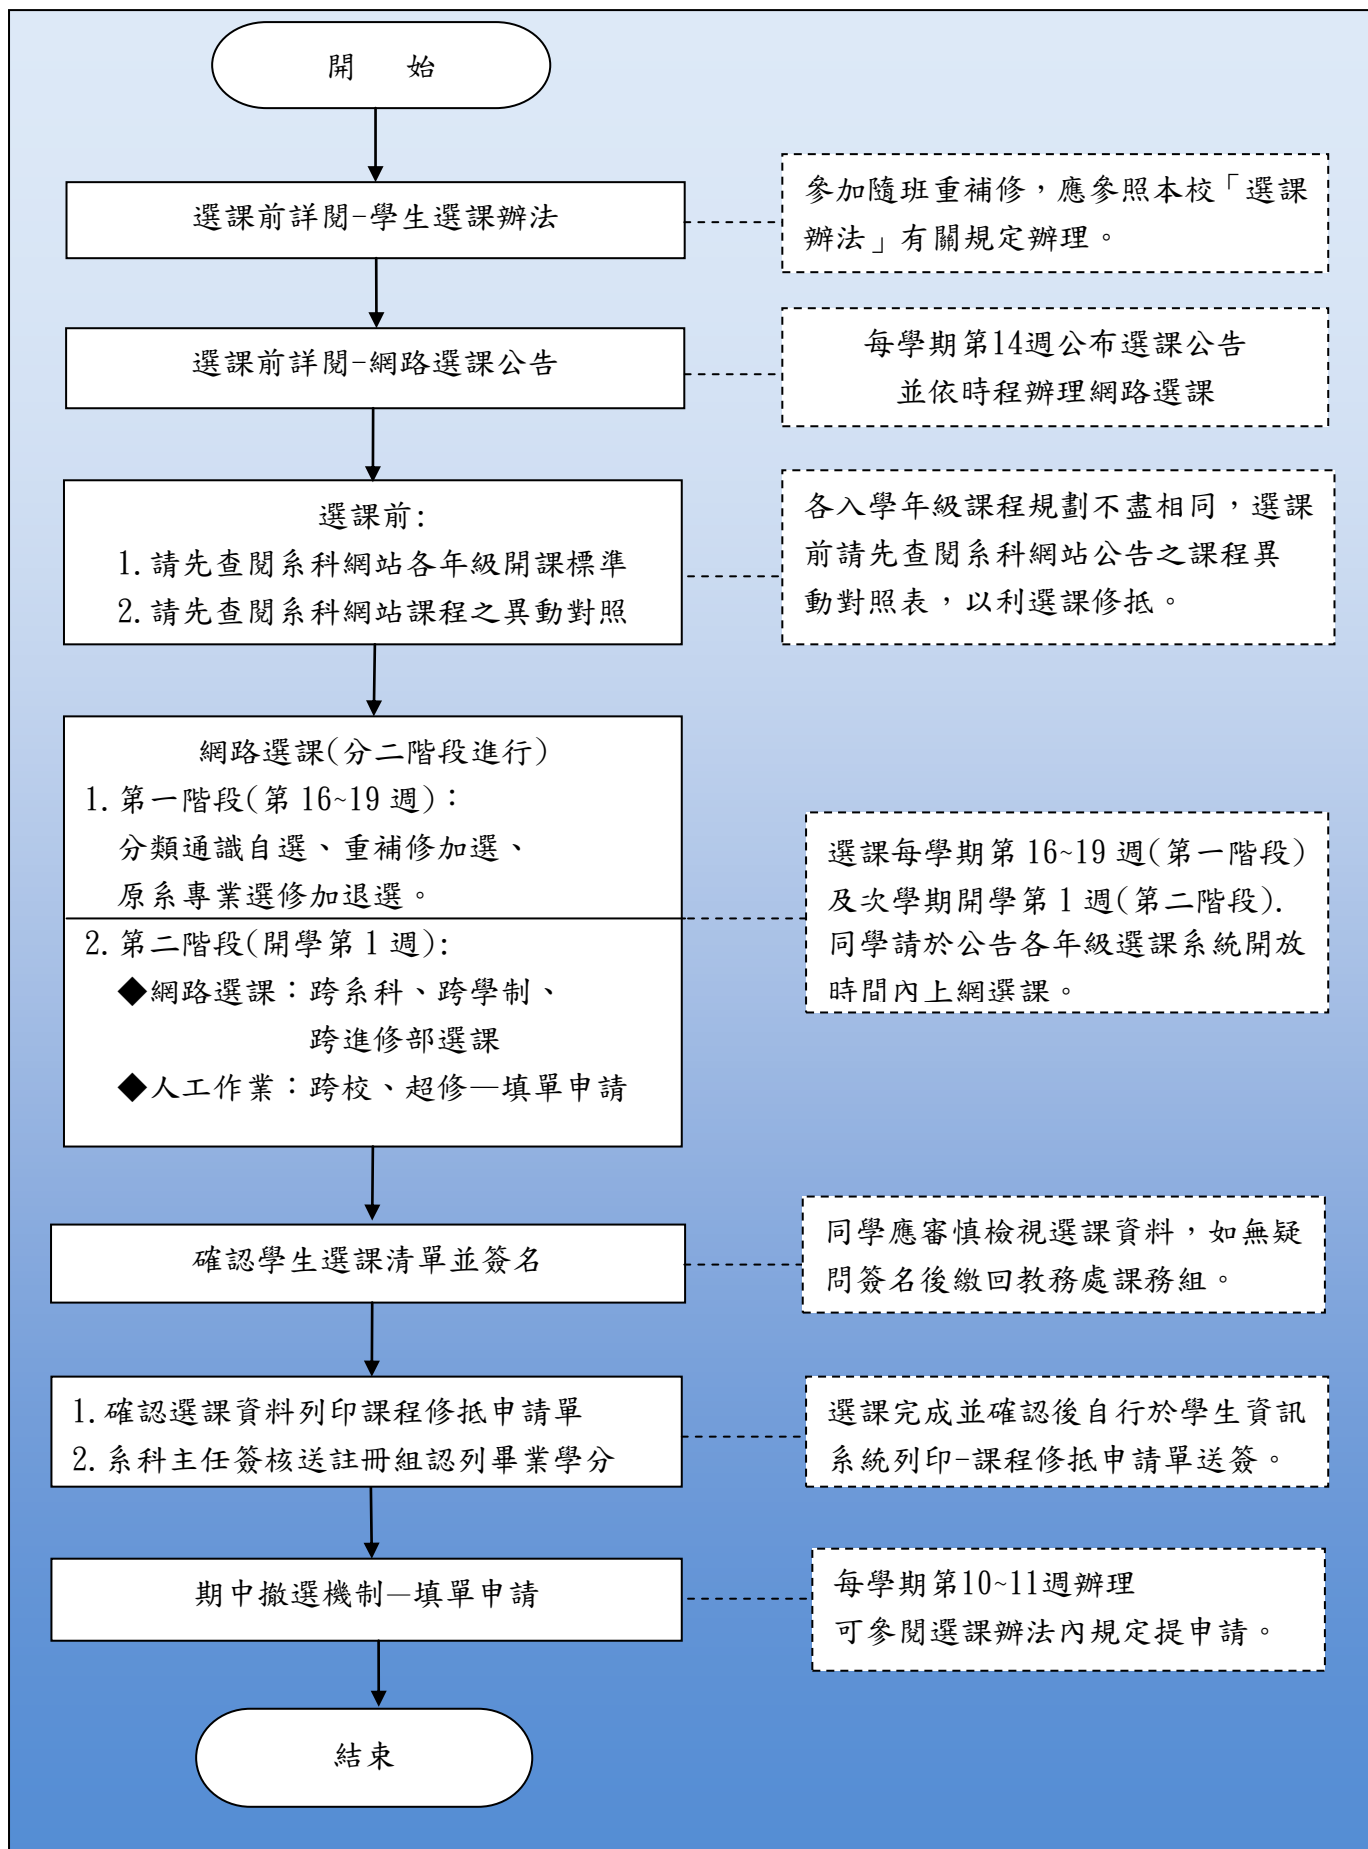 開 始
選課前詳閱-學生選課辦法
參加隨班重補修，應參照本校「選課
辦法」有關規定辦理。
選課前詳閱-網路選課公告
每學期第14週公布選課公告
並依時程辦理網路選課
選課前:
1.請先查閱系科網站各年級開課標準
2.請先查閱系科網站課程之異動對照
各入學年級課程規劃不盡相同，選課
前請先查閱系科網站公告之課程異
動對照表，以利選課修抵。
網路選課(分二階段進行)
1.第一階段(第 16~19 週)：
分類通識自選、重補修加選、
原系專業選修加退選。
2.第二階段(開學第 1 週):
◆網路選課：跨系科、跨學制、
跨進修部選課
◆人工作業：跨校、超修—填單申請
選課每學期第 16~19 週(第一階段)
及次學期開學第 1 週(第二階段).
同學請於公告各年級選課系統開放
時間內上網選課。
確認學生選課清單並簽名
同學應審慎檢視選課資料，如無疑
問簽名後繳回教務處課務組。
1.確認選課資料列印課程修抵申請單
2.系科主任簽核送註冊組認列畢業學分
選課完成並確認後自行於學生資訊
系統列印-課程修抵申請單送簽。
期中撤選機制—填單申請
每學期第10~11週辦理
可參閱選課辦法內規定提申請。
結束